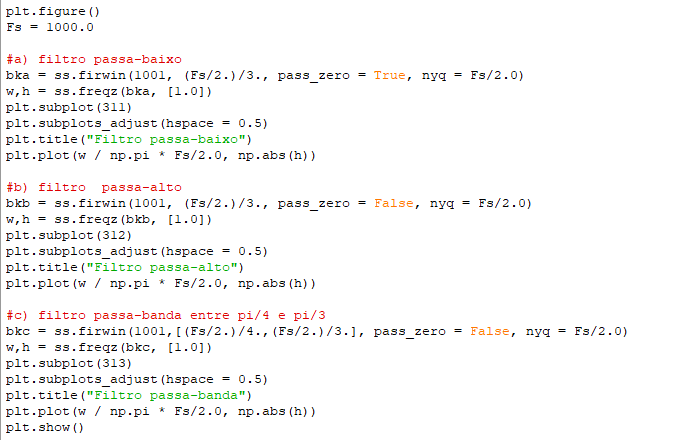 plt.figure()
Fs = 1000.0
#a) filtro passa-baixo
bka = ss.firwin(1001, (Fs/2.)/3., pass_zero = True, nyq = Fs/2.0)
w,h = ss.freqz(bka, [1.0])
plt.subplot(311)
plt.subplots_adjust(hspace = 0.5)
plt.title("Filtro passa-baixo")
plt.plot(w / np.pi * Fs/2.0, np.abs(h))
#b) filtro  passa-alto
bkb = ss.firwin(1001, (Fs/2.)/3., pass_zero = False, nyq = Fs/2.0)
w,h = ss.freqz(bkb, [1.0])
plt.subplot(312)
plt.subplots_adjust(hspace = 0.5)
plt.title("Filtro passa-alto")
plt.plot(w / np.pi * Fs/2.0, np.abs(h))
#c) filtro passa-banda entre pi/4 e pi/3
bkc = ss.firwin(1001,[(Fs/2.)/4.,(Fs/2.)/3.], pass_zero = False, nyq = Fs/2.0)
w,h = ss.freqz(bkc, [1.0])
plt.subplot(313)
plt.subplots_adjust(hspace = 0.5)
plt.title("Filtro passa-banda")
plt.plot(w / np.pi * Fs/2.0, np.abs(h))
plt.show()